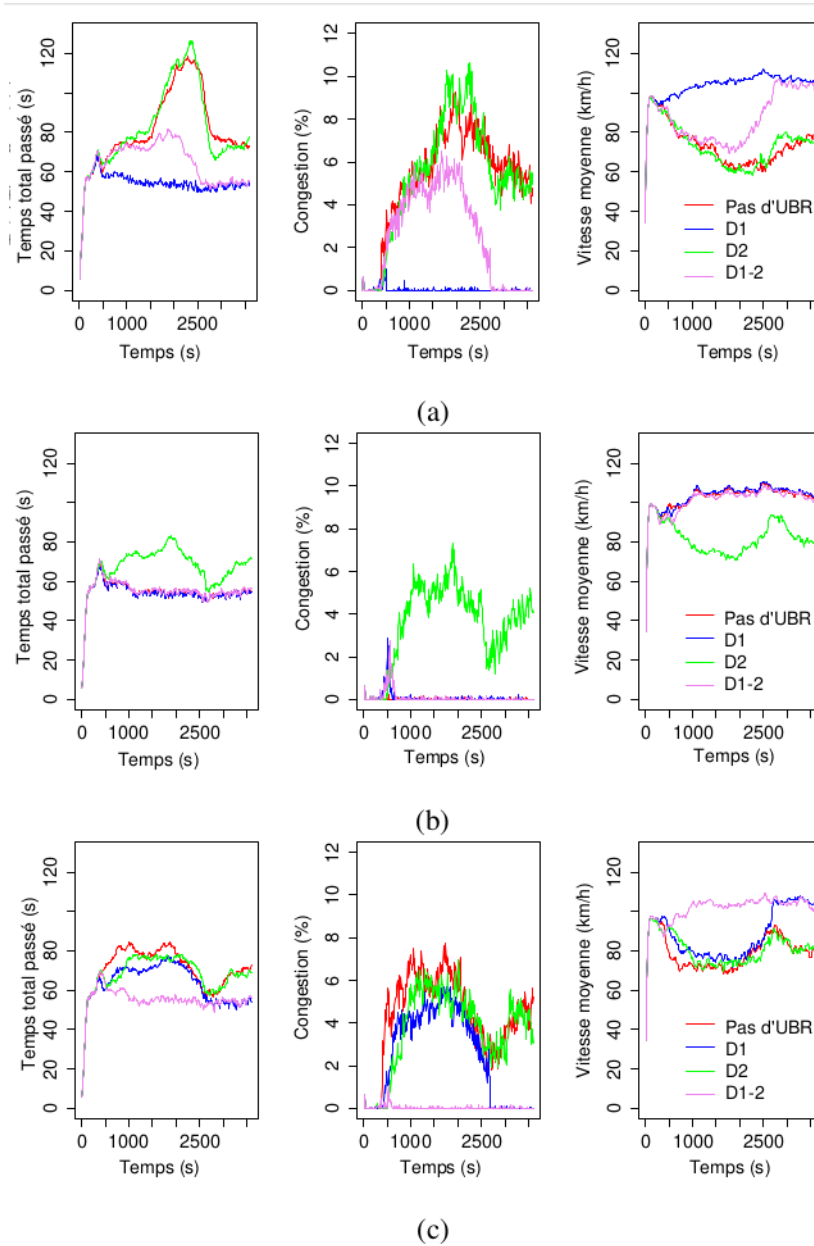 Temps total passé (s)
0 20 40 60 80 120
0 1000 2500
Temps (s)
Congestion (%)
0 2 4 6 8 10 12
0 1000 2500
Temps (s)
Vitesse moyenne (km/h)
0 20 40 60 80 120
0 1000 2500
Temps (s)
Pas d'UBR
D1
D2
D1-2
(a)
Temps total passé (s)
0 20 40 60 80 120
0 1000 2500
Temps (s)
Congestion (%)
0 2 4 6 8 10 12
0 1000 2500
Temps (s)
Vitesse moyenne (km/h)
0 20 40 60 80 120
0 1000 2500
Temps (s)
Pas d'UBR
D1
D2
D1-2
(b)
Temps total passé (s)
0 20 40 60 80 120
0 1000 2500
Temps (s)
Congestion (%)
0 2 4 6 8 10 12
0 1000 2500
Temps (s)
Vitesse moyenne (km/h)
0 20 40 60 80 120
0 1000 2500
Temps (s)
Pas d'UBR
D1
D2
D1-2
(c)